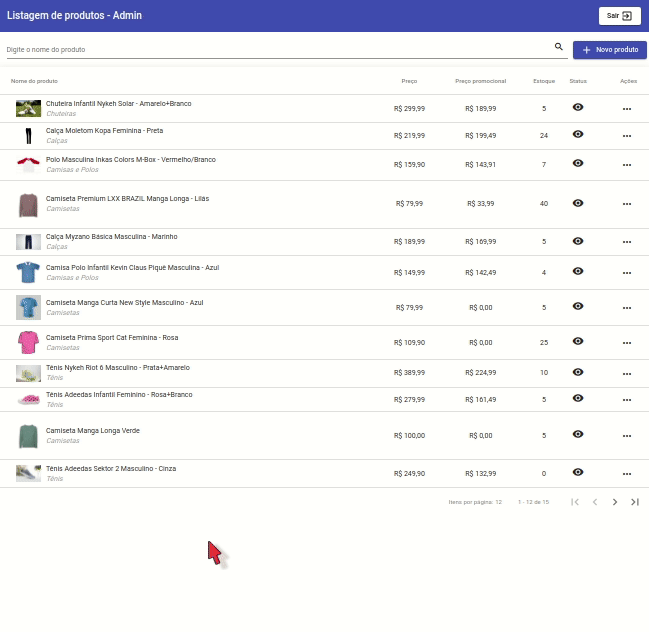 Listagem de produtos - Admin
Sair
Digite o nome do produto
Novo produto
Nome do produto Preço Preço promocional Estoque Status Ações
Chuteira Infantil Nykeh Solar - Amarelo+Branco
Chuteiras
R$ 299,99 R$ 189,99 5
Calça Moletom Kopa Feminina - Preta
Calças
R$ 219,99 R$ 199,49 24
Polo Masculina Inkas Colors M-Box - Vermelho/Branco
Camisas e Polos
R$ 159,90 R$ 143,91 7
Camiseta Premium LXX BRAZIL Manga Longa - Lilás
Camisetas
R$ 79,99 R$ 33,99 40
Calça Myzano Básica Masculina - Marinho
Calças
R$ 189,99 R$ 169,99 5
Camisa Polo Infantil Kevin Claus Piquê Masculina - Azul
Camisas e Polos
R$ 149,99 R$ 142,49 4
Camiseta Manga Curta New Style Masculino - Azul
Camisetas
R$ 79,99 R$ 0,00 5
Camiseta Prima Sport Cat Feminina - Rosa
Camisetas
R$ 109,90 R$ 0,00 25
Tênis Nykeh Riot 6 Masculino - Prata+Amarelo
Tênis
R$ 389,99 R$ 224,99 10
Tênis Adeedas Infantil Feminino - Rosa+Branco
Tênis
R$ 279,99 R$ 161,49 5
Camiseta Manga Longa Verde
Camisetas
R$ 100,00 R$ 0,00 5
Tênis Adeedas Sektor 2 Masculino - Cinza
Tênis
R$ 249,90 R$ 132,99 0
Itens por página: 12 1 - 12 de 15